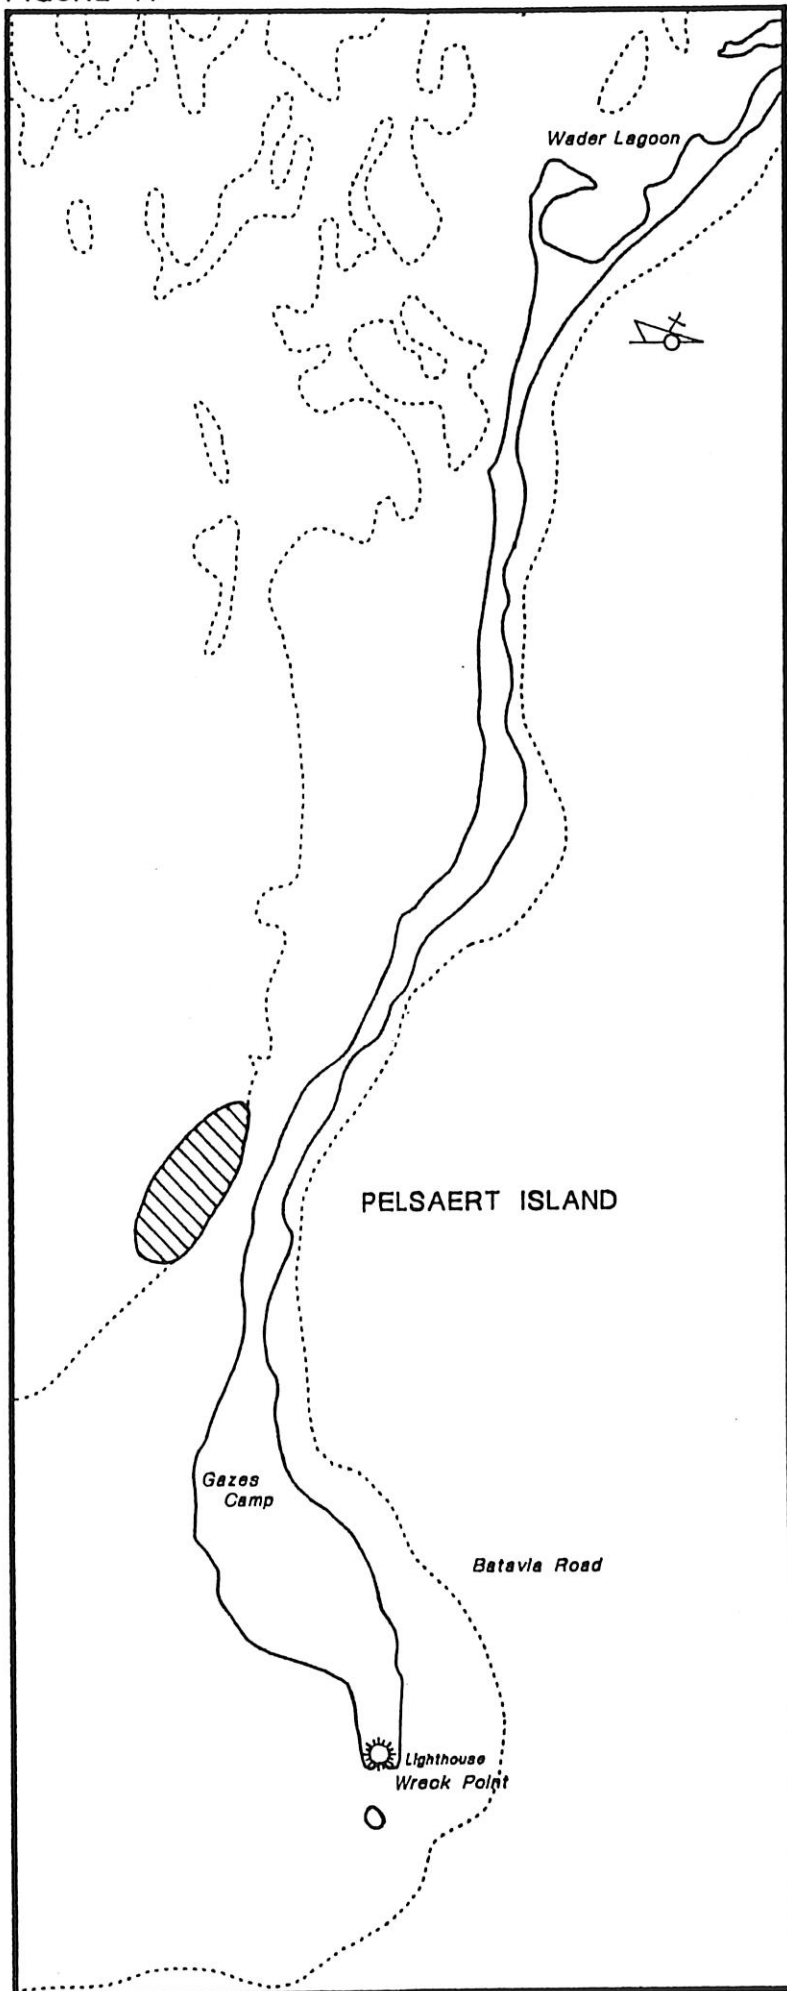 Wader Lagoon
PELSAERT ISLAND
Gazes
Camp
Batavia Road
Lighthouse
Wreck Point